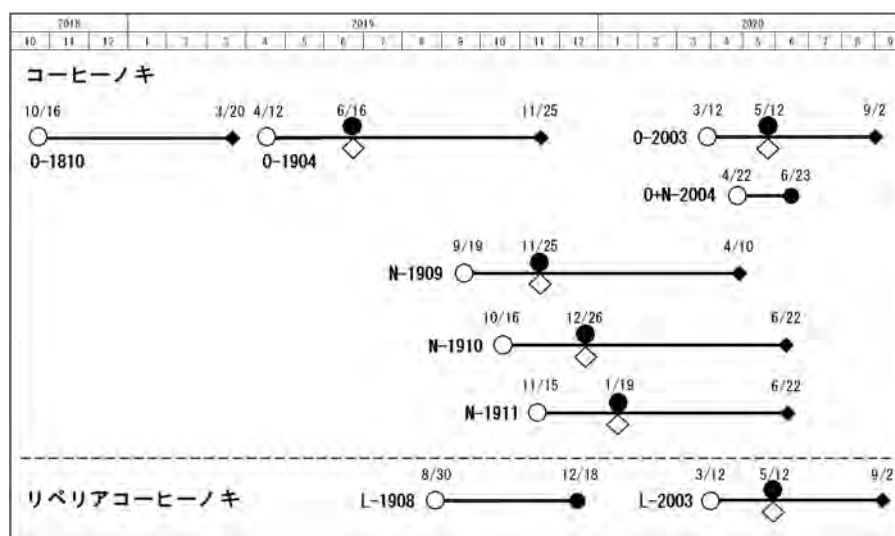 2018 2019 2020
10 11 12 1 2 3 4 5 6 7 8 9 10 11 12 1 2 3 4 5 6 7 8 9
コーヒーノキ
10/16 3/20 4/12 6/16 11/25 3/12 5/12 9/2
O-1810 O-1904 O-2003
4/22 6/23
O+N-2004
9/19 11/25 4/10
N-1909
10/16 12/26 6/22
N-1910
11/15 1/19 6/22
N-1911
8/30 12/18 3/12 5/12 9/2
リベリアコーヒーノキ L-1908 L-2003